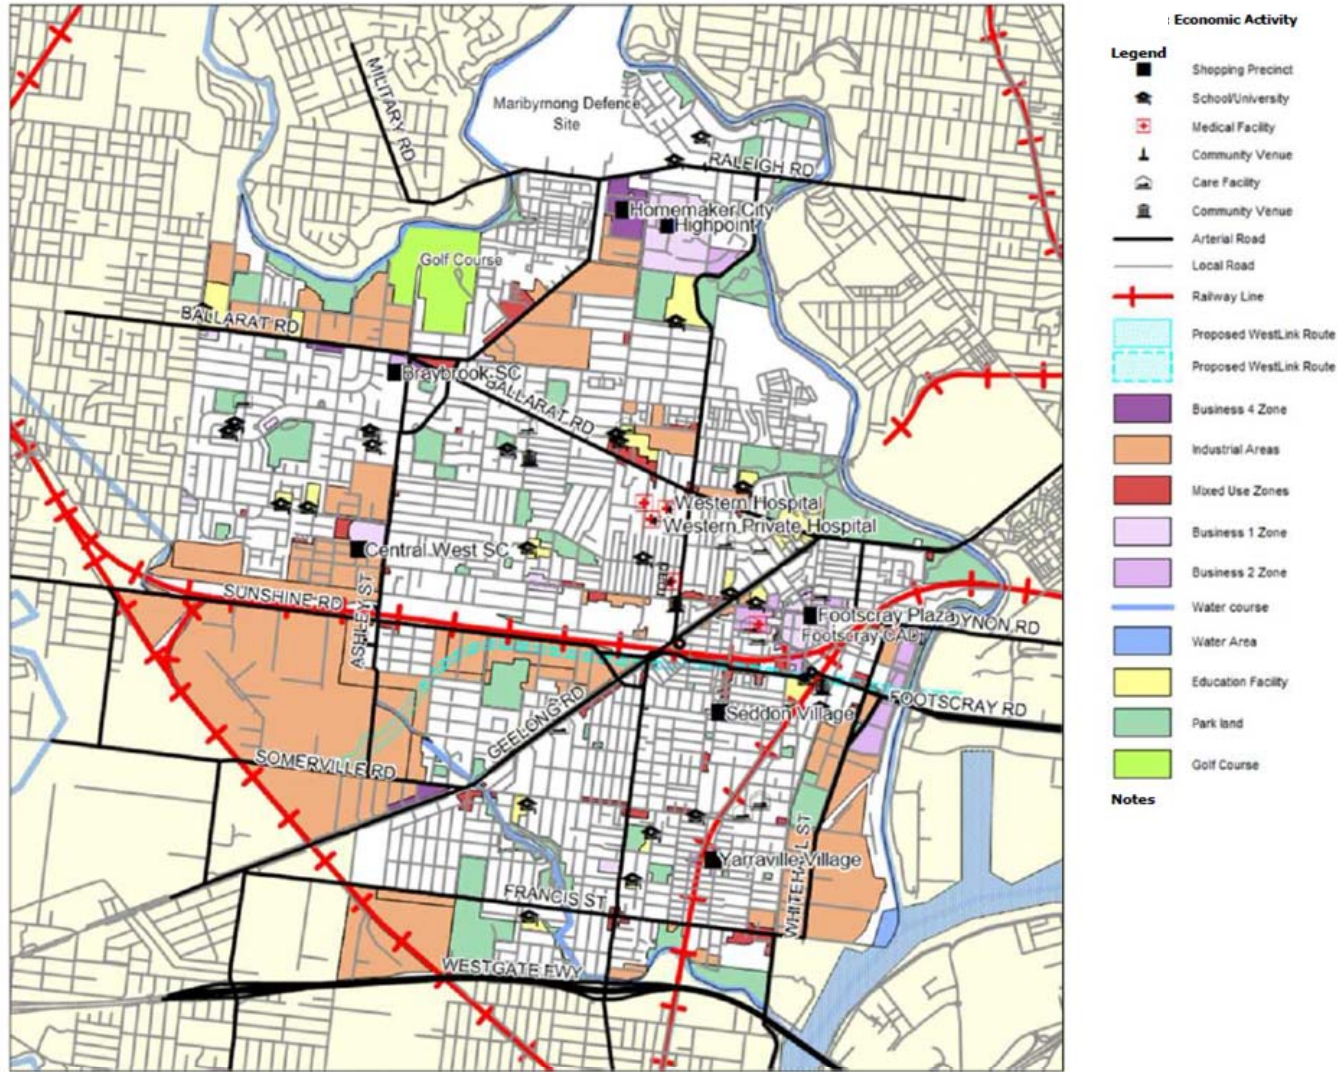 : Economic Activity
Legend
Shopping Precinct
School/University
Medical Facility
Community Venue
Care Facility
Community Venue
Arterial Road
Local Road
Railway Line
Proposed WestLink Route
Proposed WestLink Route
Business 4 Zone
Industrial Areas
Mixed Use Zones
Business 1 Zone
Business 2 Zone
Water course
Water Area
Education Facility
Park land
Golf Course
Notes
MILITARY RD
Maribyrnong Defence
Site
RALEIGH RD
Homemaker City
Highpoint
Golf Course
BALLARAT RD
Braybrook SC
BALLARAT RD
Western Hospital
Western Private Hospital
Central West SC
SUNSHINE RD
ASHLEY ST
Footscray Plaza
Footscray CAD
DYNON RD
FOOTSCRAY RD
Seddon Village
GEELONG RD
SOMERVILLE RD
Yarraville Village
WHITEHALL ST
FRANCIS ST
WESTGATE FWY